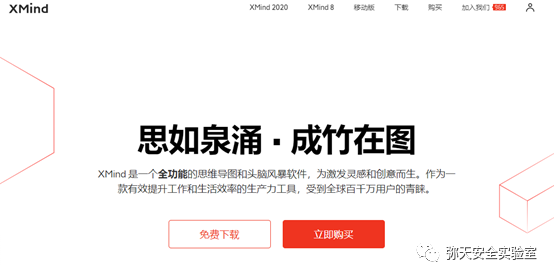 XMind
XMind 2020 XMind 8 移动版 下载 购买 加入我们
思如泉涌 · 成竹在图
XMind 是一个全功能的思维导图和头脑风暴软件，为激发灵感和创意而生。作为一
款有效提升工作和生活效率的生产力工具，受到全球百千万用户的青睐。
免费下载 立即购买
弥天安全实验室